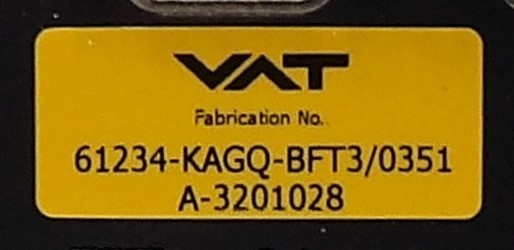 VAT
Fabrication No.
61234-KAGQ-BFT3/0351
A-3201028